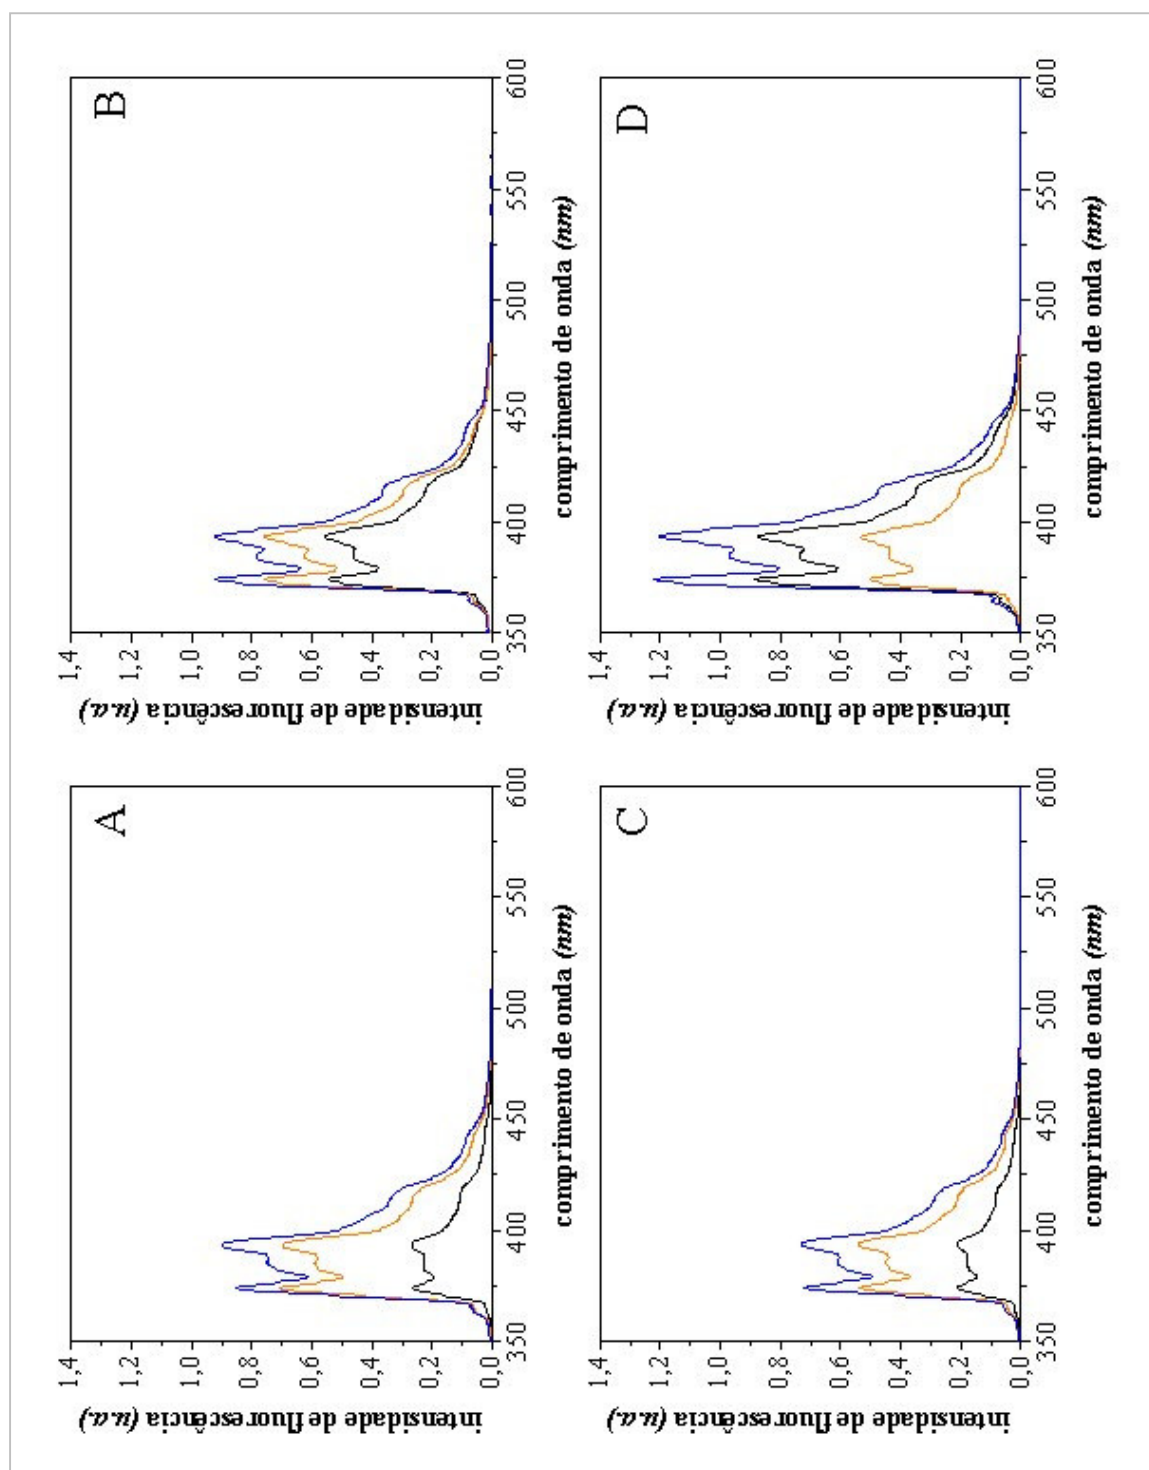 A
intensidade de fluorescência (u.a.)
1,4
1,2
1,0
0,8
0,6
0,4
0,2
0,0
350 400 450 500 550 600
comprimento de onda (nm)
B
intensidade de fluorescência (u.a.)
1,4
1,2
1,0
0,8
0,6
0,4
0,2
0,0
350 400 450 500 550 600
comprimento de onda (nm)
C
intensidade de fluorescência (u.a.)
1,4
1,2
1,0
0,8
0,6
0,4
0,2
0,0
350 400 450 500 550 600
comprimento de onda (nm)
D
intensidade de fluorescência (u.a.)
1,4
1,2
1,0
0,8
0,6
0,4
0,2
0,0
350 400 450 500 550 600
comprimento de onda (nm)